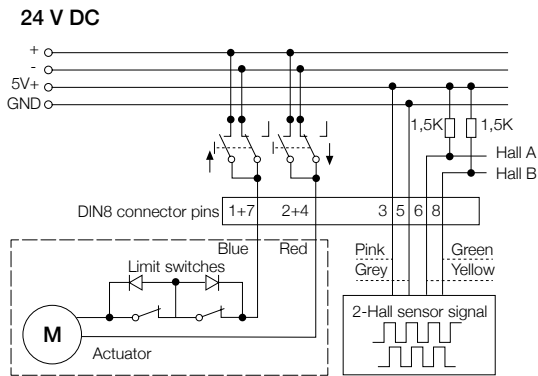 24 V DC
+
-
5V+
GND
1,5K 1,5K
Hall A
Hall B
DIN8 connector pins 1+7 2+4 3 5 6 8
Blue Red Pink Green
Grey Yellow
Limit switches
2-Hall sensor signal
M
Actuator